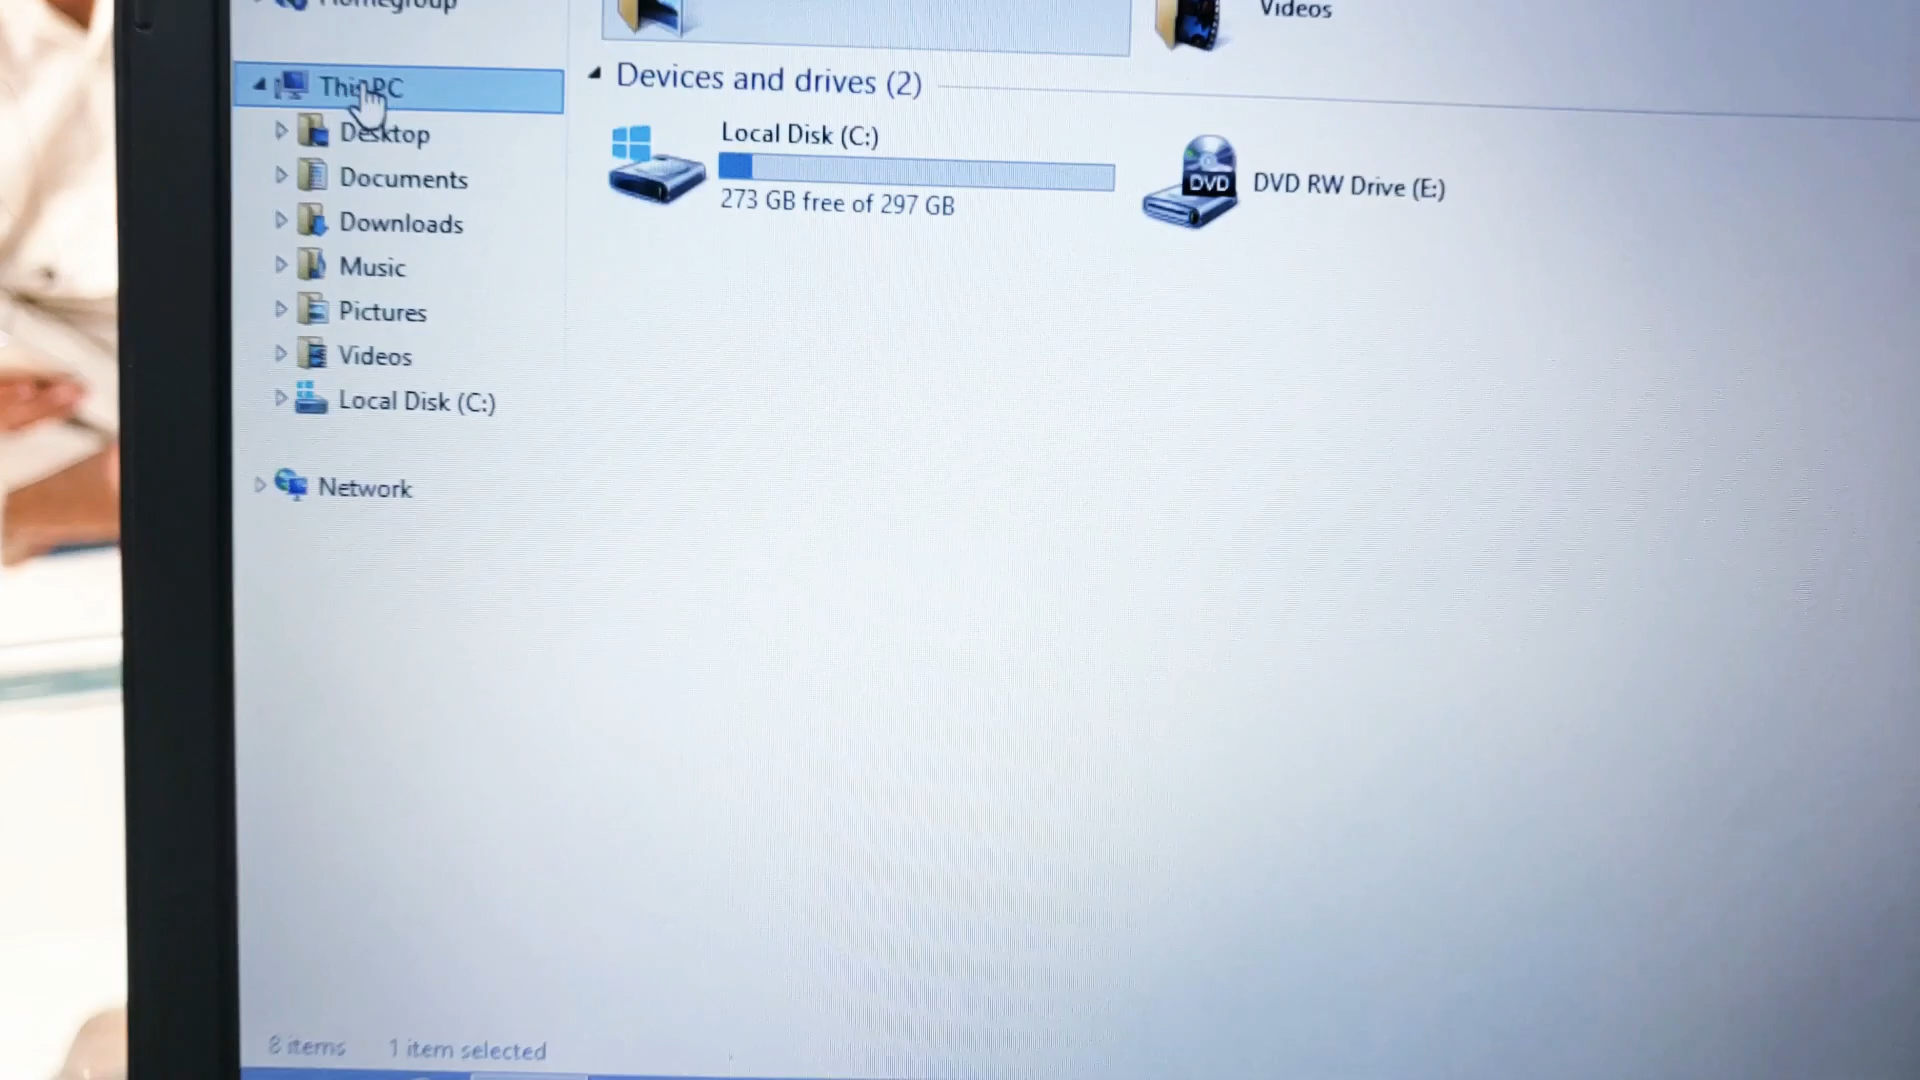 Homegroup
Videos
This PC
Devices and drives (2)
Desktop
Local Disk (C:)
273 GB free of 297 GB
DVD
DVD RW Drive (E:)
Documents
Downloads
Music
Pictures
Videos
Local Disk (C:)
Network
8 items 1 item selected